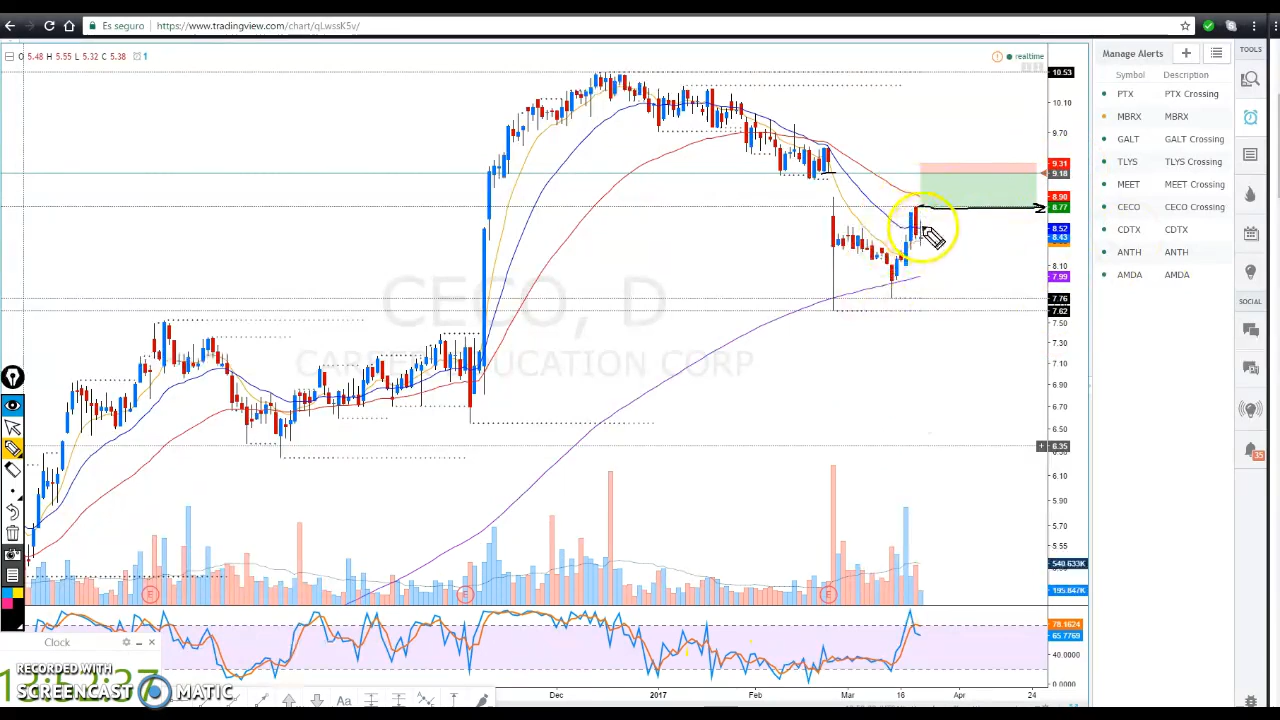 Es seguro https://www.tradingview.com/chart/qLwssK5v/
O 5.48 H 5.55 L 5.32 C 5.38 1
realtime
CECO, D
CAREER EDUCATION CORP
10.53
10.10
9.70
9.31
9.18
8.90
8.77
8.52
8.43
8.10
7.99
7.76
7.62
7.50
7.30
7.10
6.90
6.70
6.50
6.35
6.10
5.90
5.70
5.55
540.633K
195.847K
78.1624
65.7769
40.0000
0.0000
E E E
Dec 2017 Feb Mar 16 Apr 24
Manage Alerts
Symbol Description
PTX PTX Crossing
MBRX MBRX
GALT GALT Crossing
TLYS TLYS Crossing
MEET MEET Crossing
CECO CECO Crossing
CDTX CDTX
ANTH ANTH
AMDA AMDA
TOOLS
SOCIAL
35
Clock
RECORDED WITH
SCREENCAST MATIC
Aa